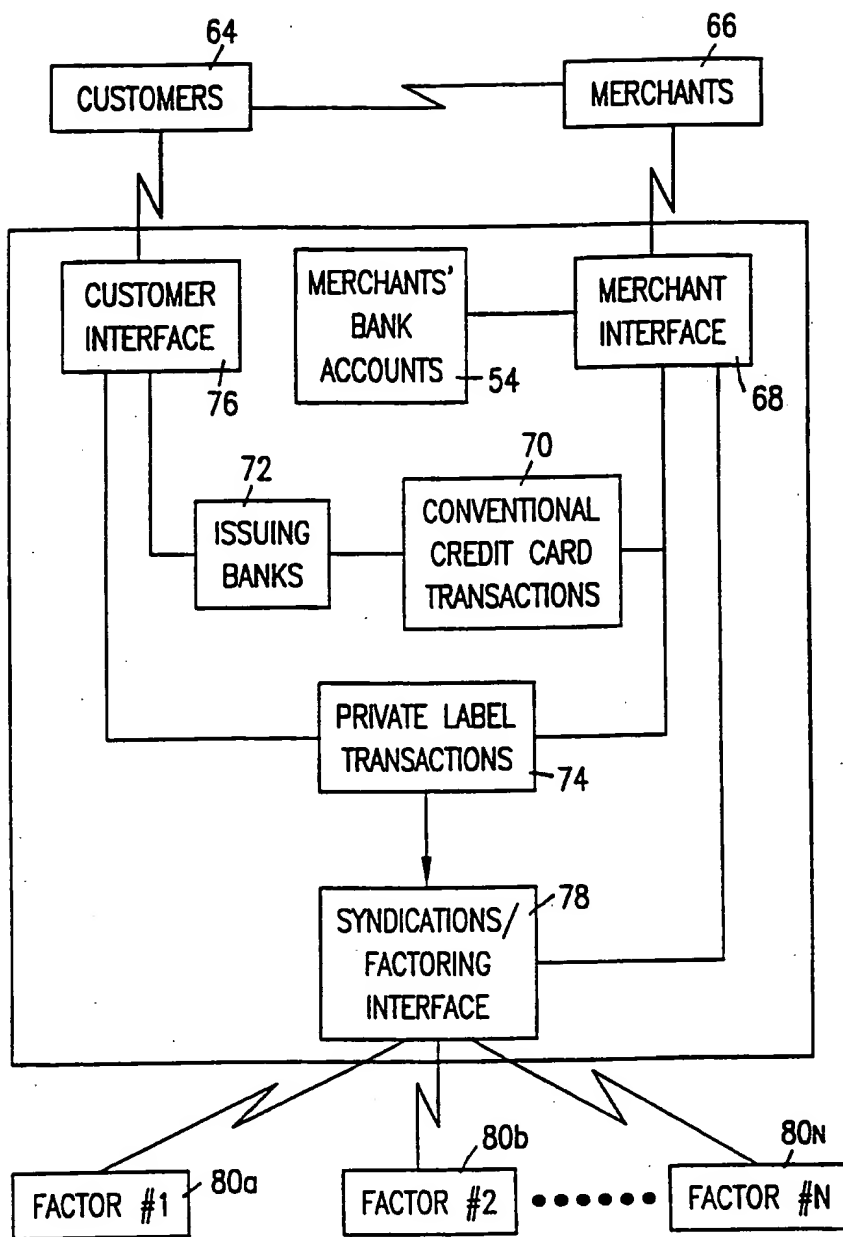 64
66
CUSTOMERS
MERCHANTS
CUSTOMER
INTERFACE
76
MERCHANTS'
BANK
ACCOUNTS
54
MERCHANT
INTERFACE
68
72
ISSUING
BANKS
70
CONVENTIONAL
CREDIT CARD
TRANSACTIONS
PRIVATE LABEL
TRANSACTIONS
74
SYNDICATIONS/
FACTORING
INTERFACE
78
FACTOR #1
80a
FACTOR #2
80b
FACTOR #N
80N